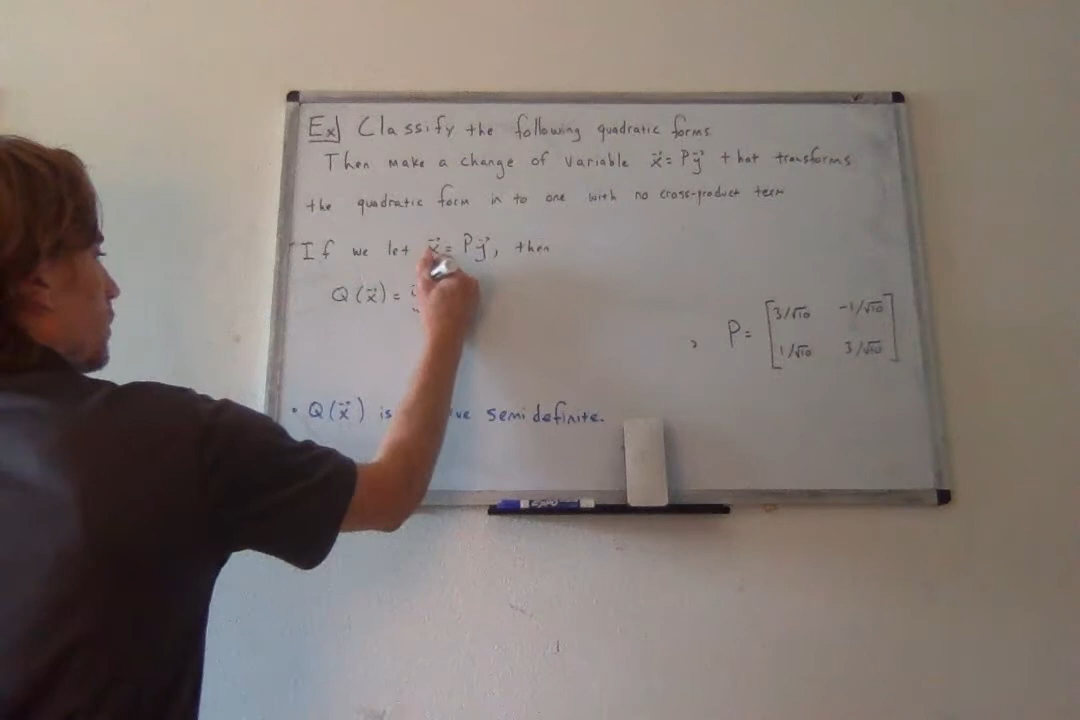 Ex) Classify the following quadratic forms.
Then make a change of variable x⃗ = Py⃗ that transforms
the quadratic form in to one with no cross-product term
If we let x⃗ = Py⃗, then
Q(x⃗) =
, P = [3/√10 -1/√10
1/√10 3/√10]
• Q(x⃗) is semidefinite.
EXPO